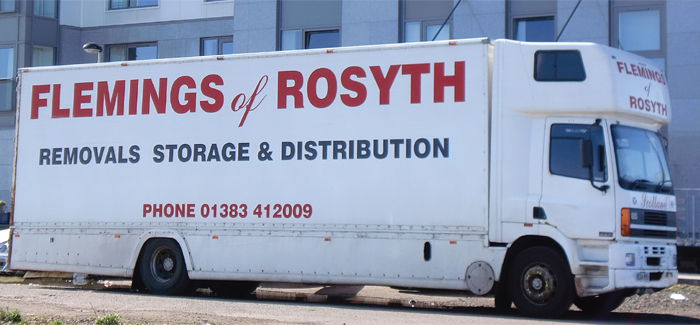 FLEMINGS of ROSYTH
REMOVALS STORAGE & DISTRIBUTION
PHONE 01383 412009
FLEMINGS
of
ROSYTH